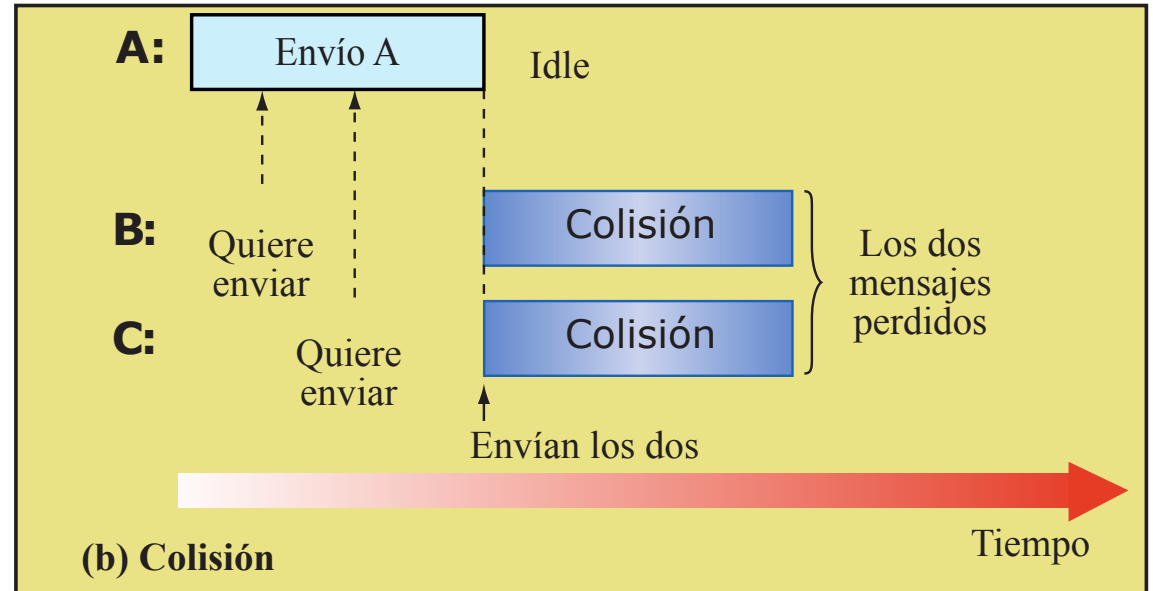 A:
Envío A
Idle
B:
Quiere
enviar
Colisión
Los dos
mensajes
perdidos
C:
Quiere
enviar
Colisión
Envían los dos
Tiempo
(b) Colisión